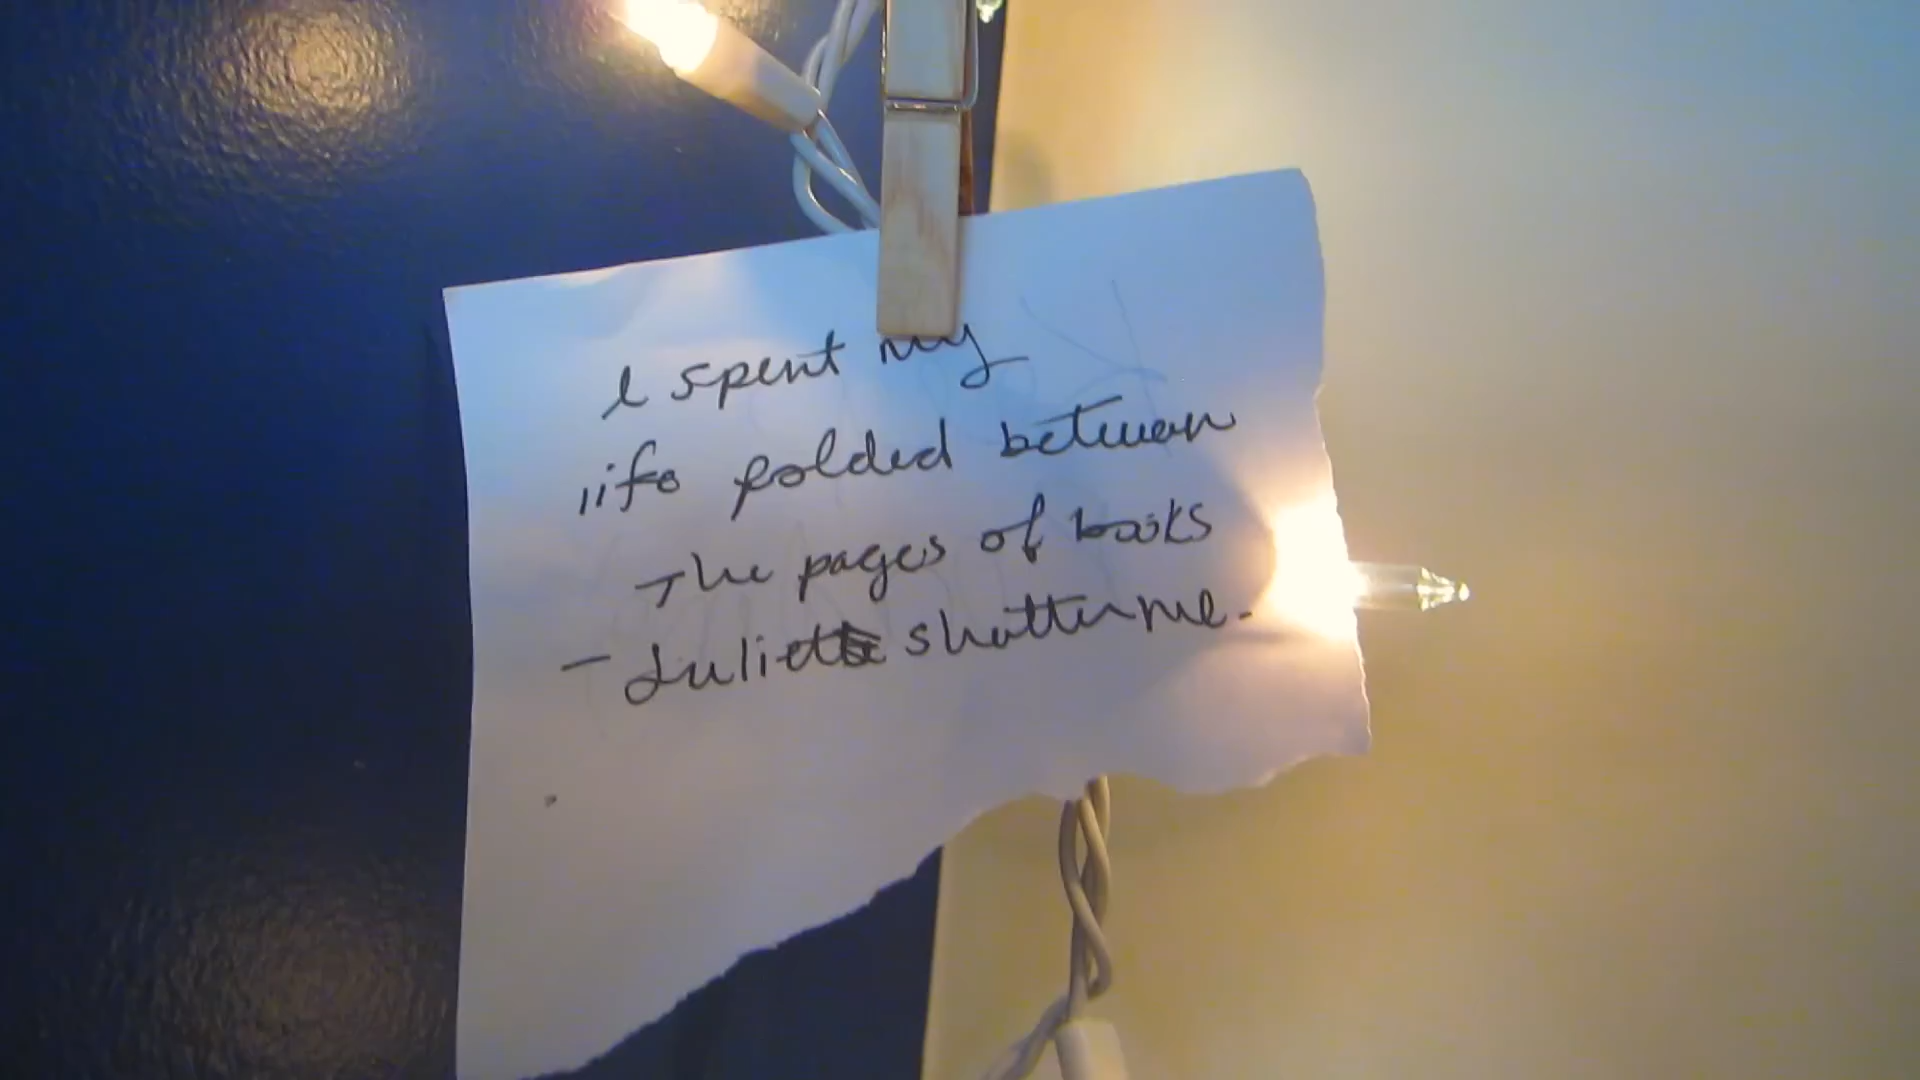 I spent my
life folded between
The pages of books
- Juliette shatter me.